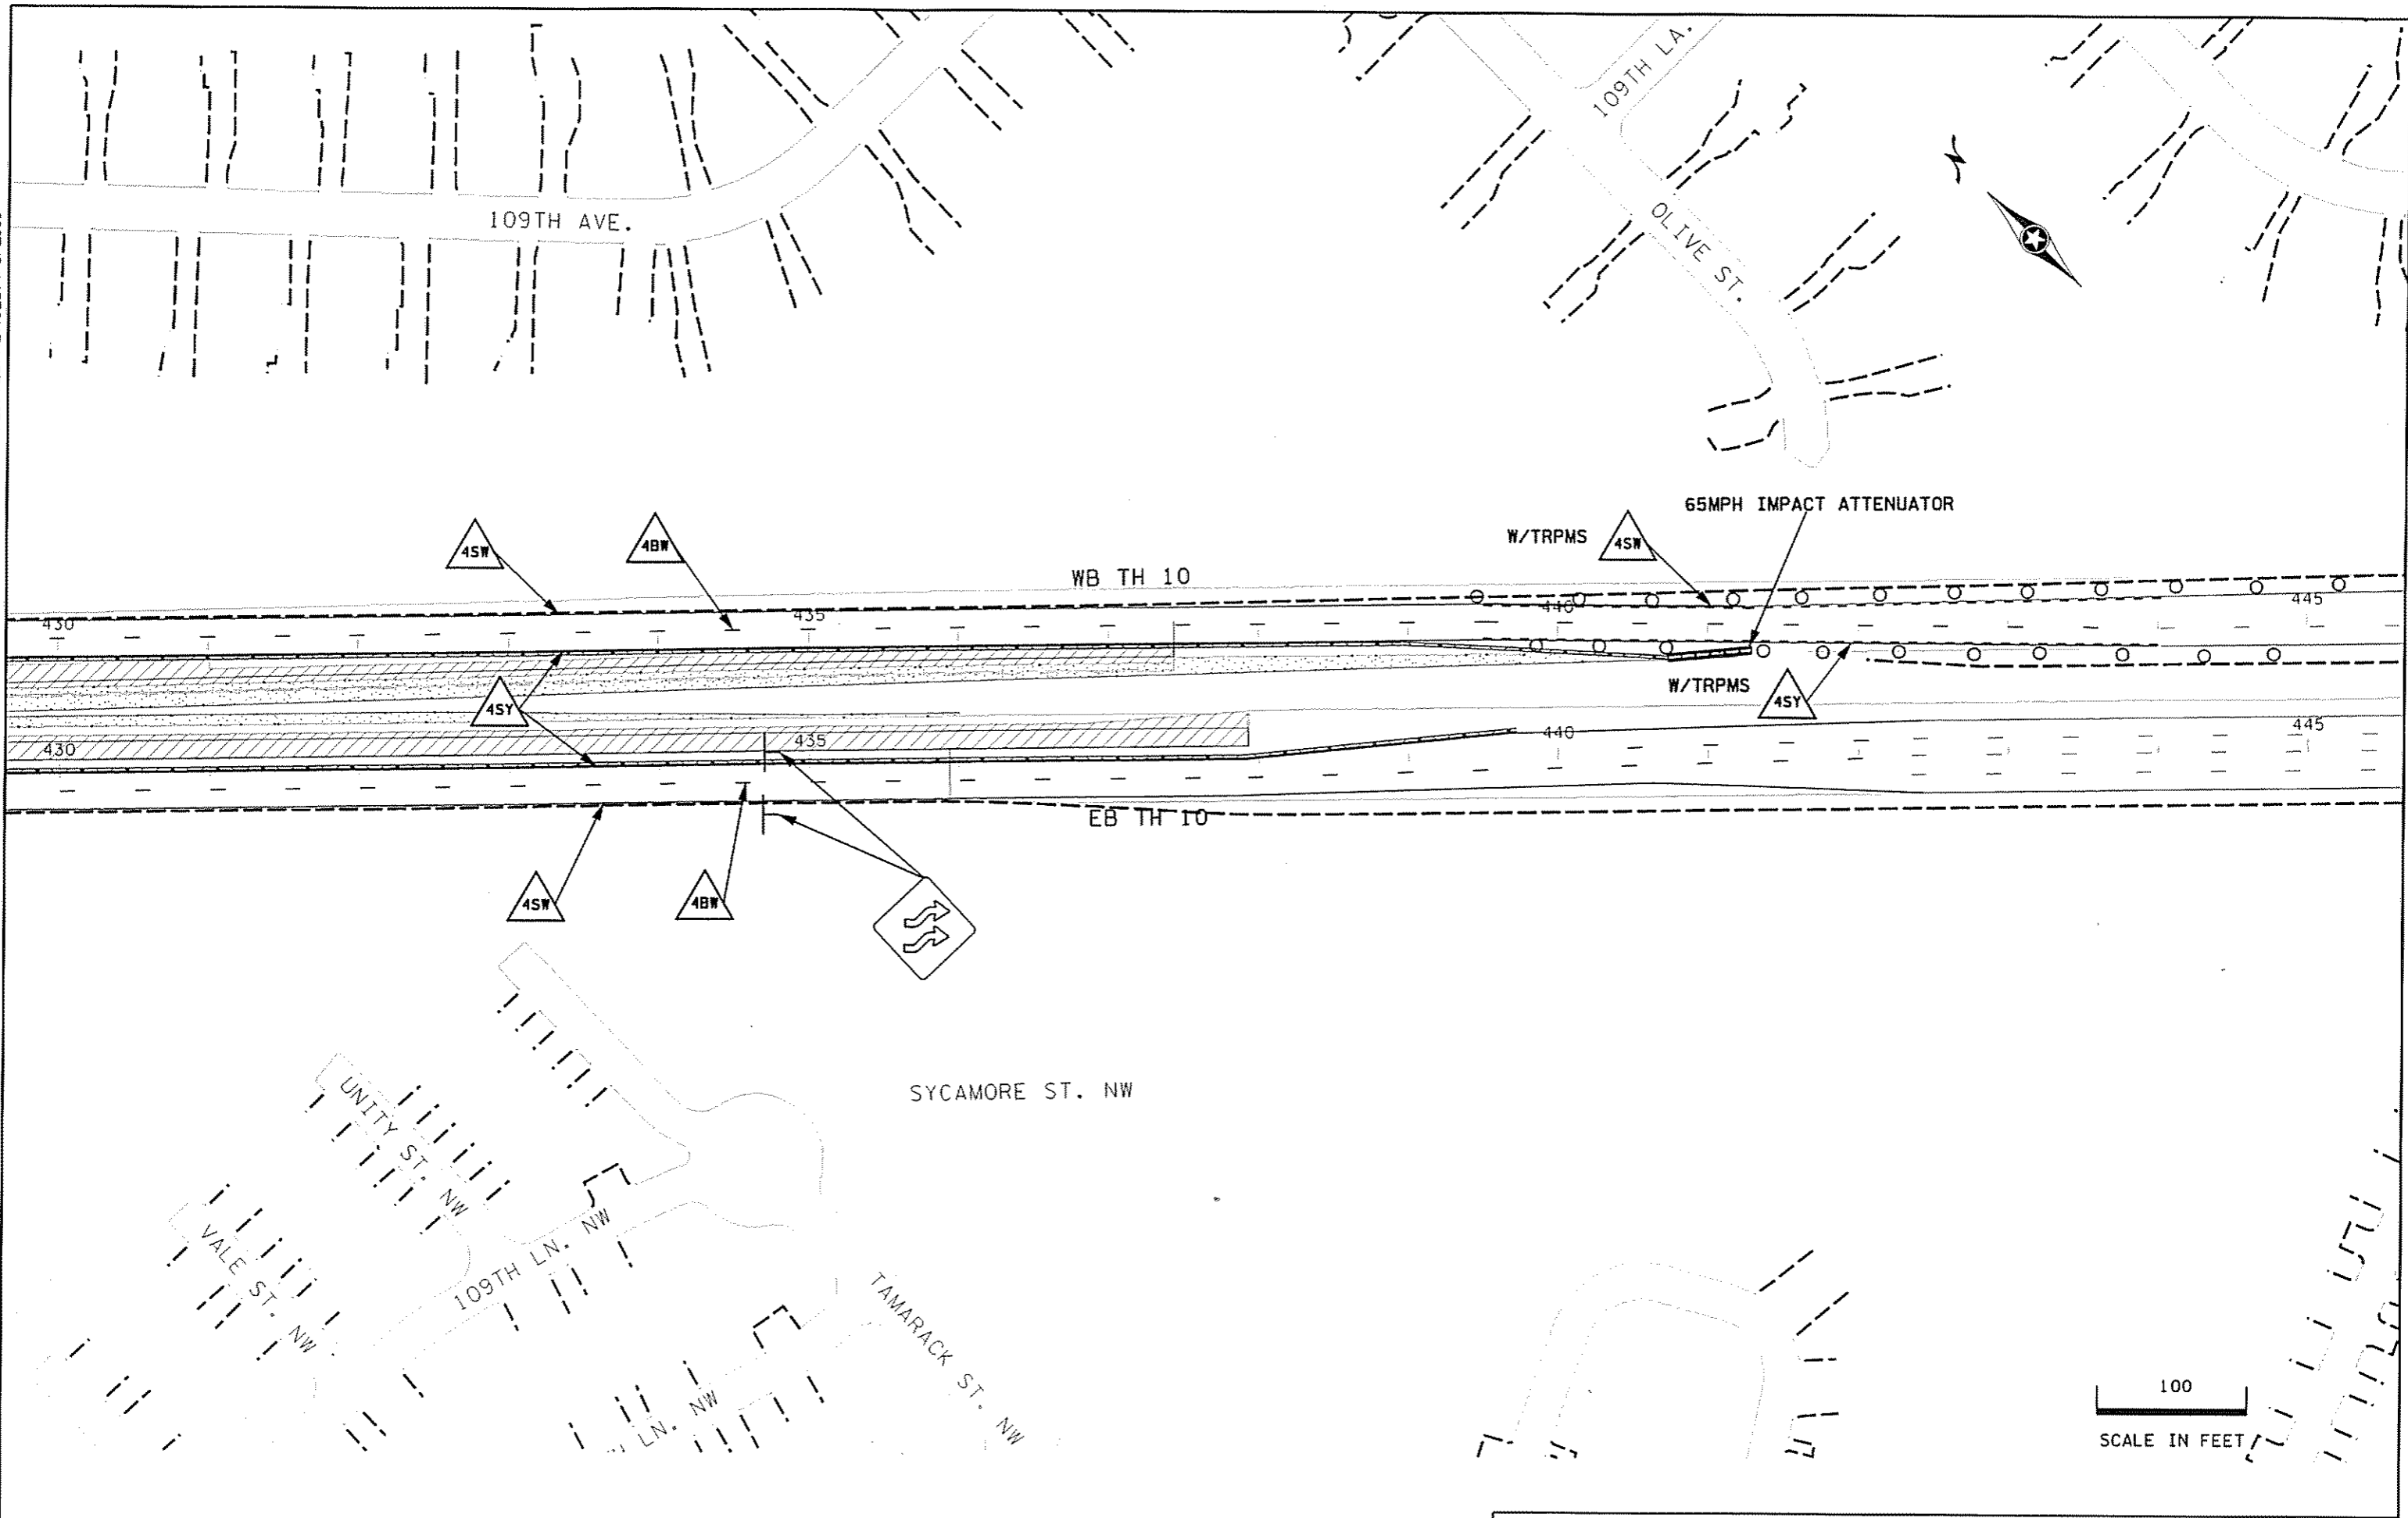 109TH LA.
N
109TH AVE.
OLIVE ST.
65MPH IMPACT ATTENUATOR
W/TRPMS
4SW
4SW
4BW
WB TH 10
430
435
440
445
W/TRPMS
4SY
4SY
430
435
440
445
EB TH 10
4SW
4BW
SYCAMORE ST. NW
UNITY ST. NW
VALE ST. NW
109TH LN. NW
TAMARACK ST. NW
LN. NW
100
SCALE IN FEET